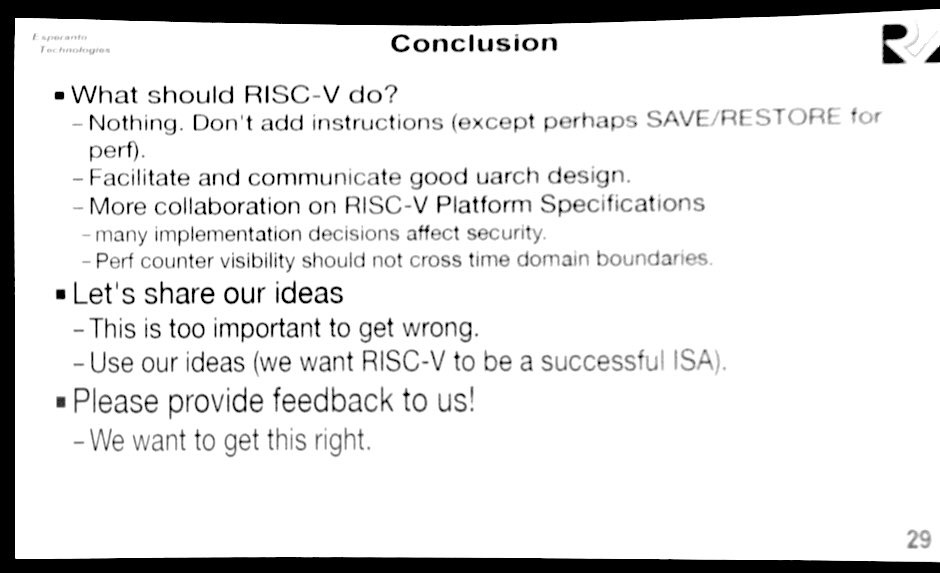 Esperanto
Technologies
Conclusion
▪ What should RISC-V do?
– Nothing. Don't add instructions (except perhaps SAVE/RESTORE for
perf).
– Facilitate and communicate good uarch design.
– More collaboration on RISC-V Platform Specifications
– many implementation decisions affect security.
– Perf counter visibility should not cross time domain boundaries.
▪ Let's share our ideas
– This is too important to get wrong.
– Use our ideas (we want RISC-V to be a successful ISA).
▪ Please provide feedback to us!
– We want to get this right.
29